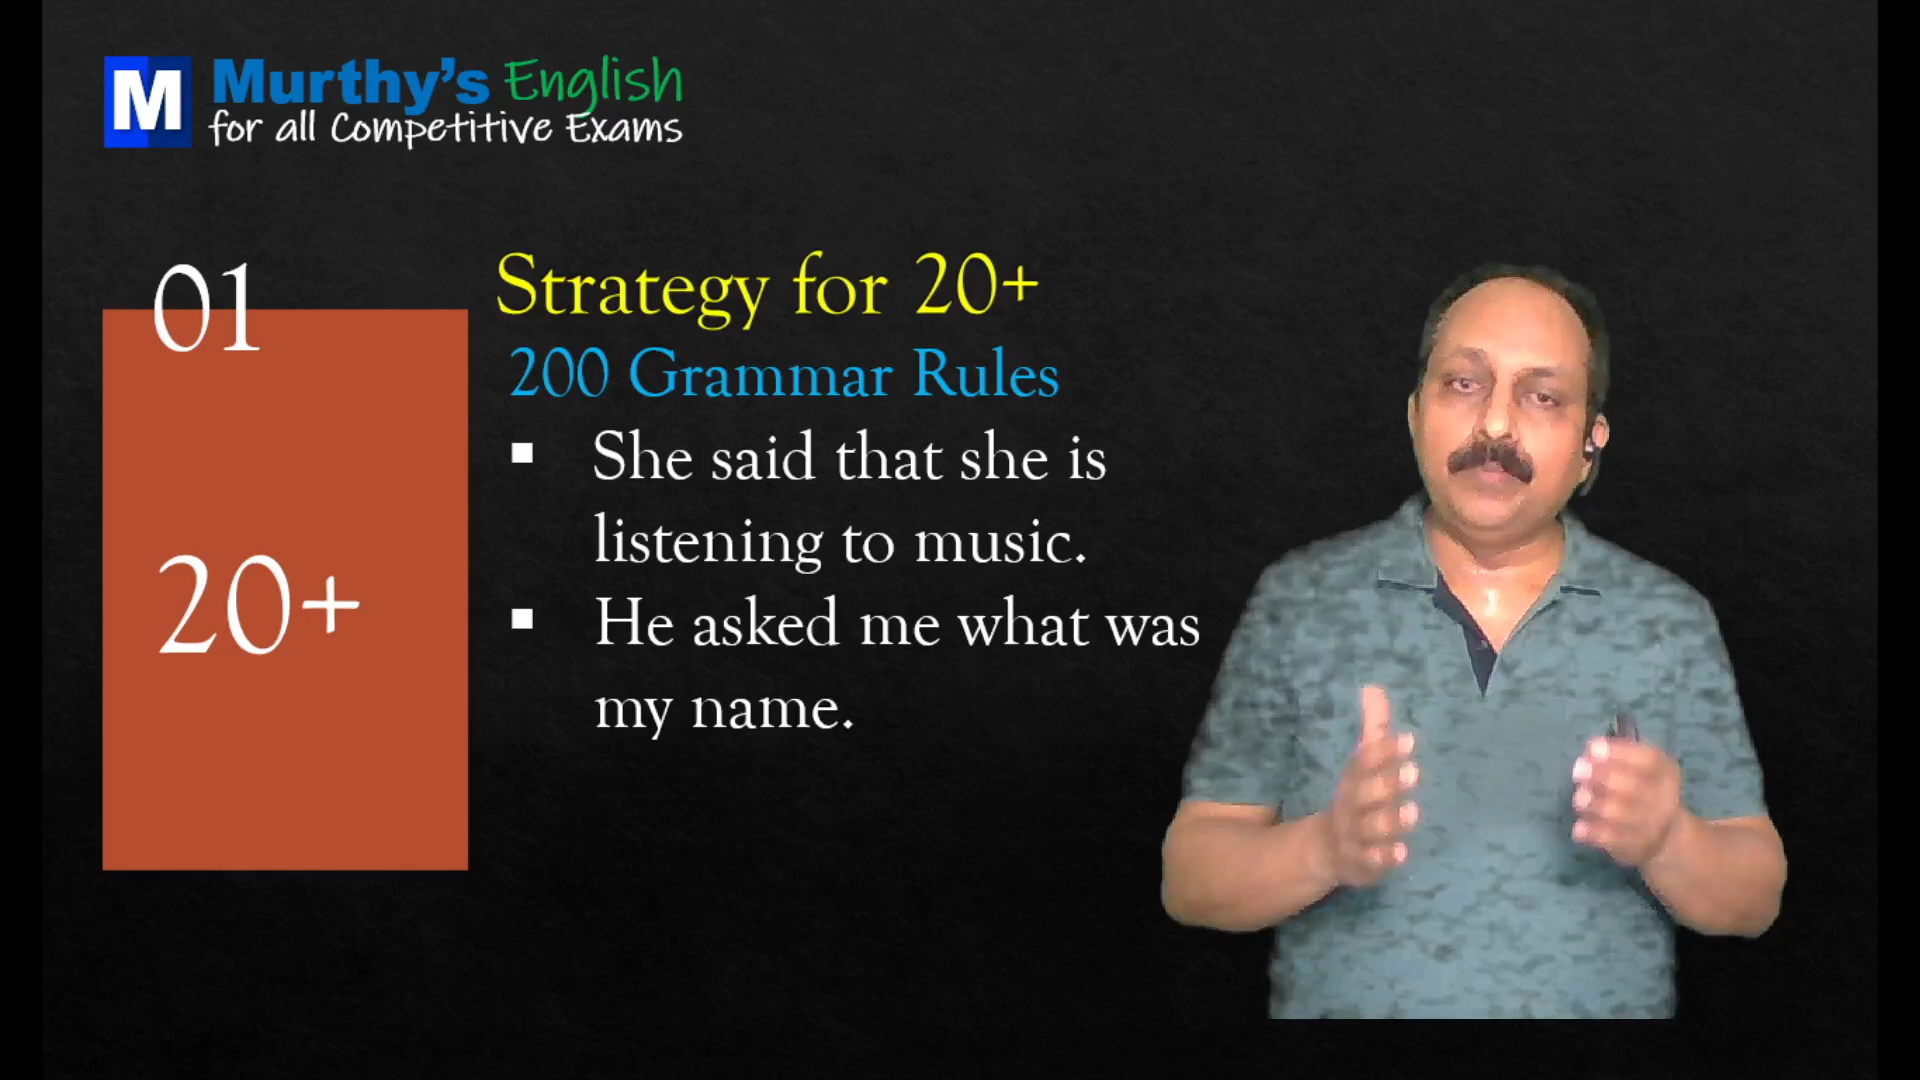 M
Murthy's English
for all Competitive Exams
01
20+
Strategy for 20+
200 Grammar Rules
She said that she is
listening to music.
He asked me what was
my name.